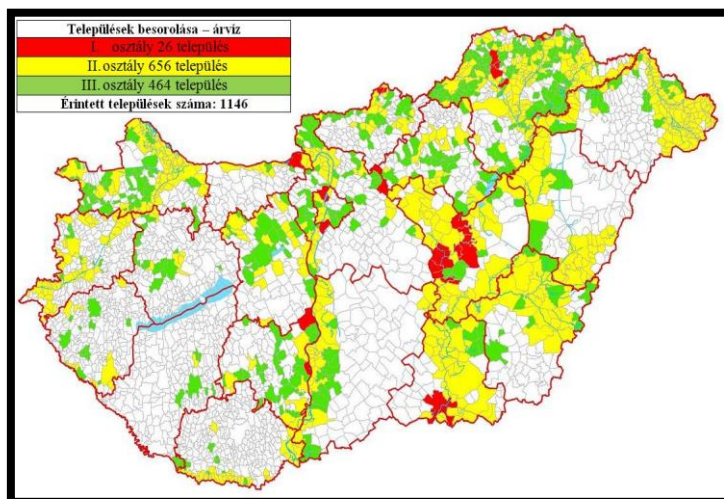 Települések besorolása – árvíz
I. osztály 26 település
II. osztály 656 település
III. osztály 464 település
Érintett települések száma: 1146